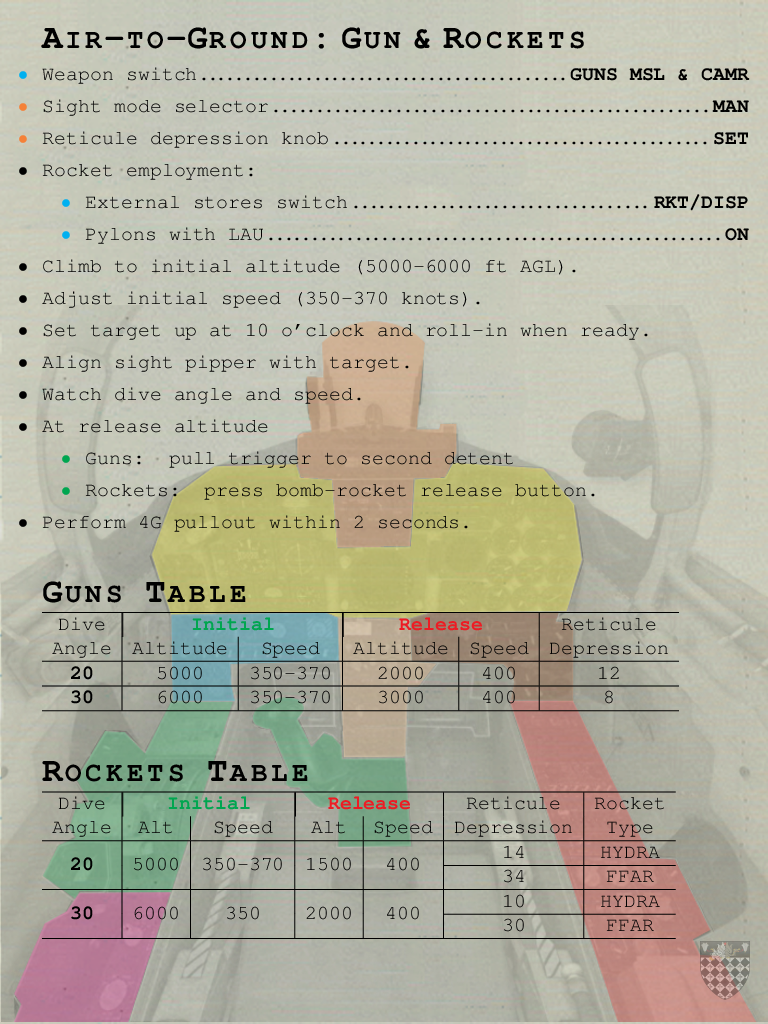 Air-to-Ground: Gun & Rockets
• Weapon switch........................................GUNS MSL & CAMR
• Sight mode selector..................................................MAN
• Reticule depression knob...........................................SET
• Rocket employment:
• External stores switch..................................RKT/DISP
• Pylons with LAU....................................................ON
• Climb to initial altitude (5000-6000 ft AGL).
• Adjust initial speed (350-370 knots).
• Set target up at 10 o’clock and roll-in when ready.
• Align sight pipper with target.
• Watch dive angle and speed.
• At release altitude
• Guns: pull trigger to second detent
• Rockets: press bomb-rocket release button.
• Perform 4G pullout within 2 seconds.
Guns Table
Dive Initial Release Reticule
Angle Altitude Speed Altitude Speed Depression
20 5000 350-370 2000 400 12
30 6000 350-370 3000 400 8
Rockets Table
Dive Initial Release Reticule Rocket
Angle Alt Speed Alt Speed Depression Type
20 5000 350-370 1500 400 14 HYDRA
34 FFAR
30 6000 350 2000 400 10 HYDRA
30 FFAR